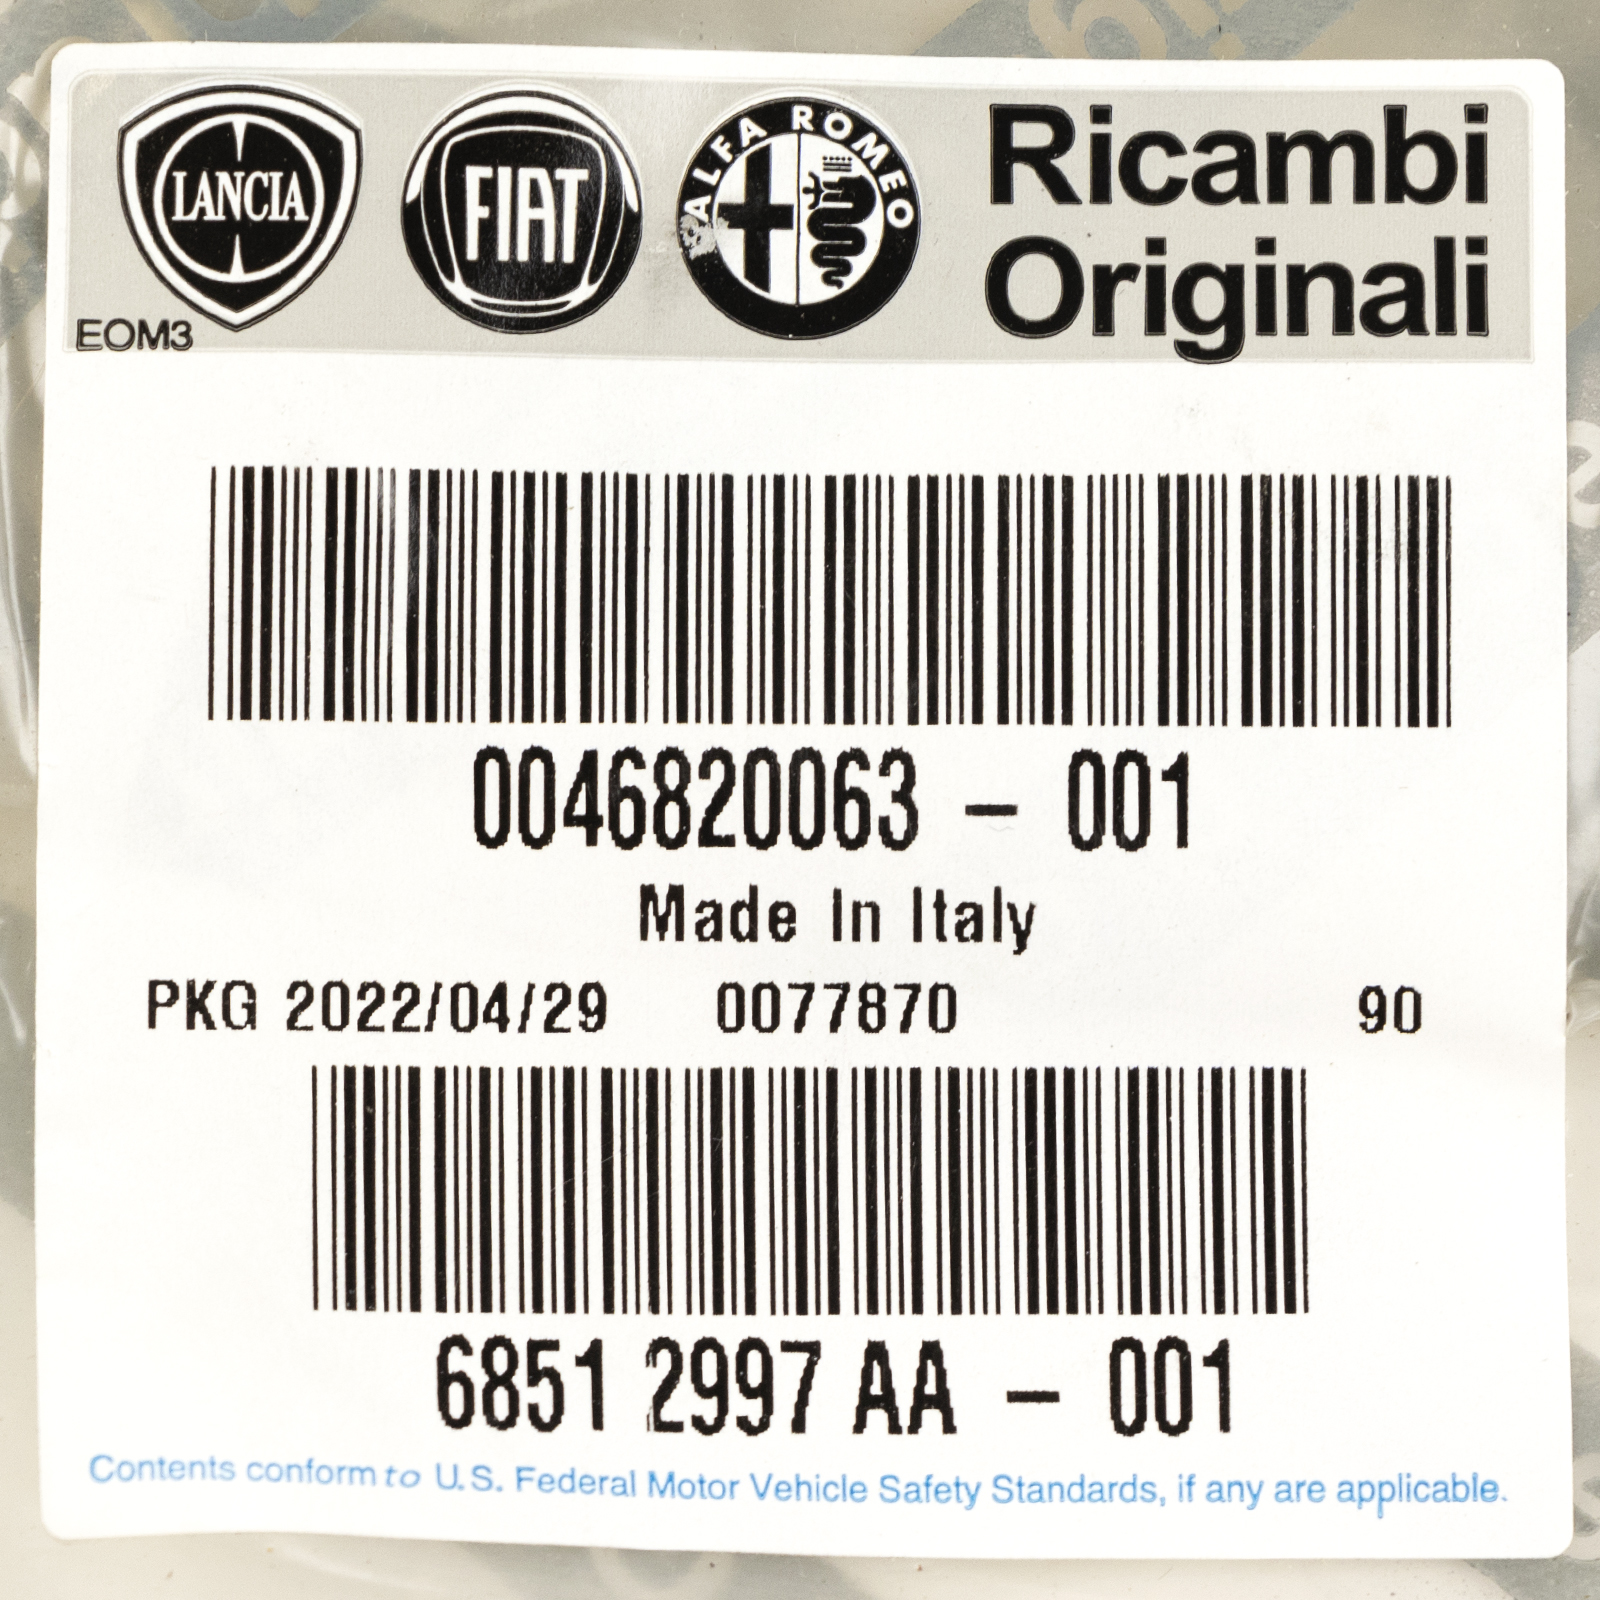 LANCIA
FIAT
ALFA ROMEO
Ricambi
Originali
EOM3
0046820063 - 001
Made In Italy
PKG 2022/04/29 0077870 90
6851 2997 AA - 001
Contents conform to U.S. Federal Motor Vehicle Safety Standards, if any are applicable.